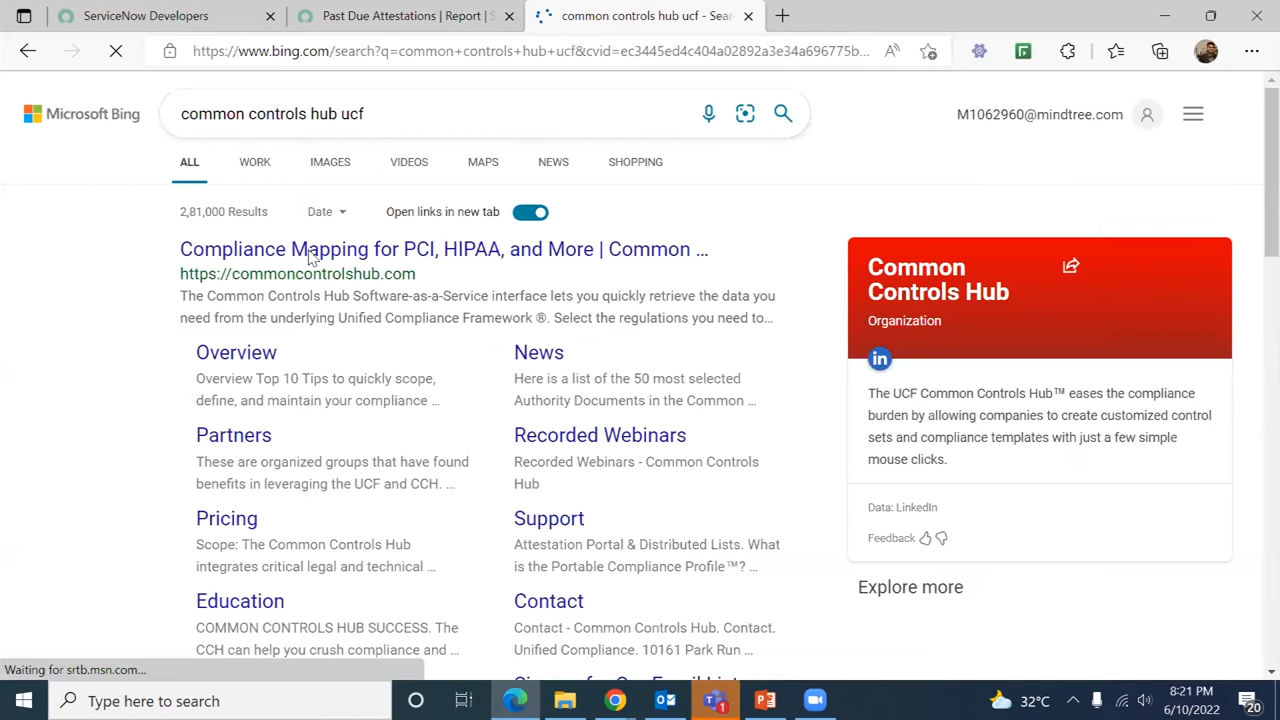 ServiceNow Developers
Past Due Attestations | Report | S
common controls hub ucf - Sear
https://www.bing.com/search?q=common+controls+hub+ucf&cvid=ec3445ed4c404a02892a3e34a696775b...
Microsoft Bing
common controls hub ucf
M1062960@mindtree.com
ALL WORK IMAGES VIDEOS MAPS NEWS SHOPPING
2,81,000 Results Date Open links in new tab
Compliance Mapping for PCI, HIPAA, and More | Common ...
https://commoncontrolshub.com
The Common Controls Hub Software-as-a-Service interface lets you quickly retrieve the data you
need from the underlying Unified Compliance Framework ®. Select the regulations you need to...
Overview
Overview Top 10 Tips to quickly scope,
define, and maintain your compliance ...
News
Here is a list of the 50 most selected
Authority Documents in the Common ...
Partners
These are organized groups that have found
benefits in leveraging the UCF and CCH. ...
Recorded Webinars
Recorded Webinars - Common Controls
Hub
Pricing
Scope: The Common Controls Hub
integrates critical legal and technical ...
Support
Attestation Portal & Distributed Lists. What
is the Portable Compliance Profile™? ...
Education
COMMON CONTROLS HUB SUCCESS. The
CCH can help you crush compliance and ...
Contact
Contact - Common Controls Hub. Contact.
Unified Compliance. 10161 Park Run ...
Common
Controls Hub
Organization
in
The UCF Common Controls Hub™ eases the compliance
burden by allowing companies to create customized control
sets and compliance templates with just a few simple
mouse clicks.
Data: LinkedIn
Feedback
Explore more
Waiting for srtb.msn.com...
Type here to search
1
32°C
8:21 PM
6/10/2022
20